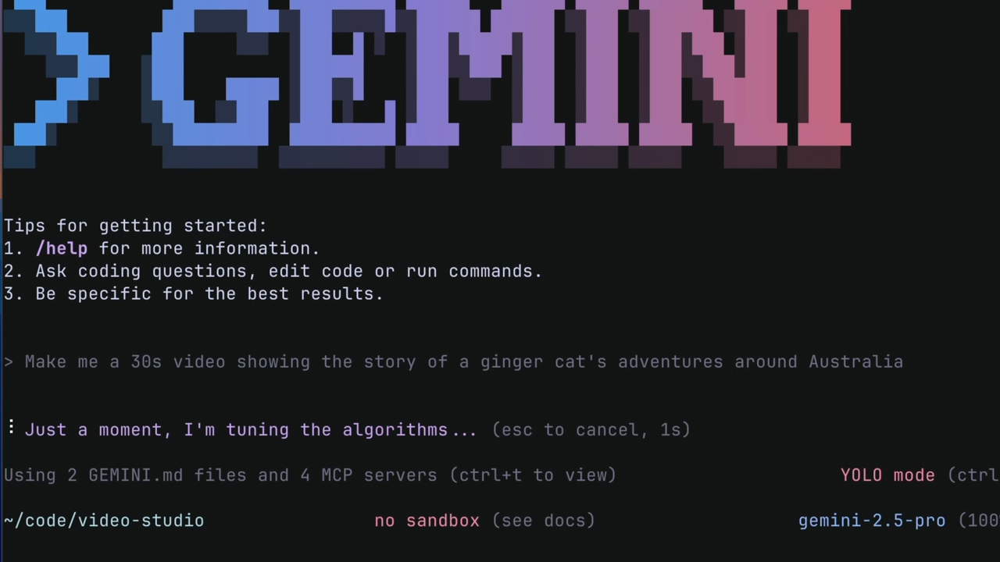 > GEMINI
Tips for getting started:
1. /help for more information.
2. Ask coding questions, edit code or run commands.
3. Be specific for the best results.
> Make me a 30s video showing the story of a ginger cat's adventures around Australia
⠸ Just a moment, I'm tuning the algorithms... (esc to cancel, 1s)
Using 2 GEMINI.md files and 4 MCP servers (ctrl+t to view) YOLO mode (ctrl
~/code/video-studio no sandbox (see docs) gemini-2.5-pro (100